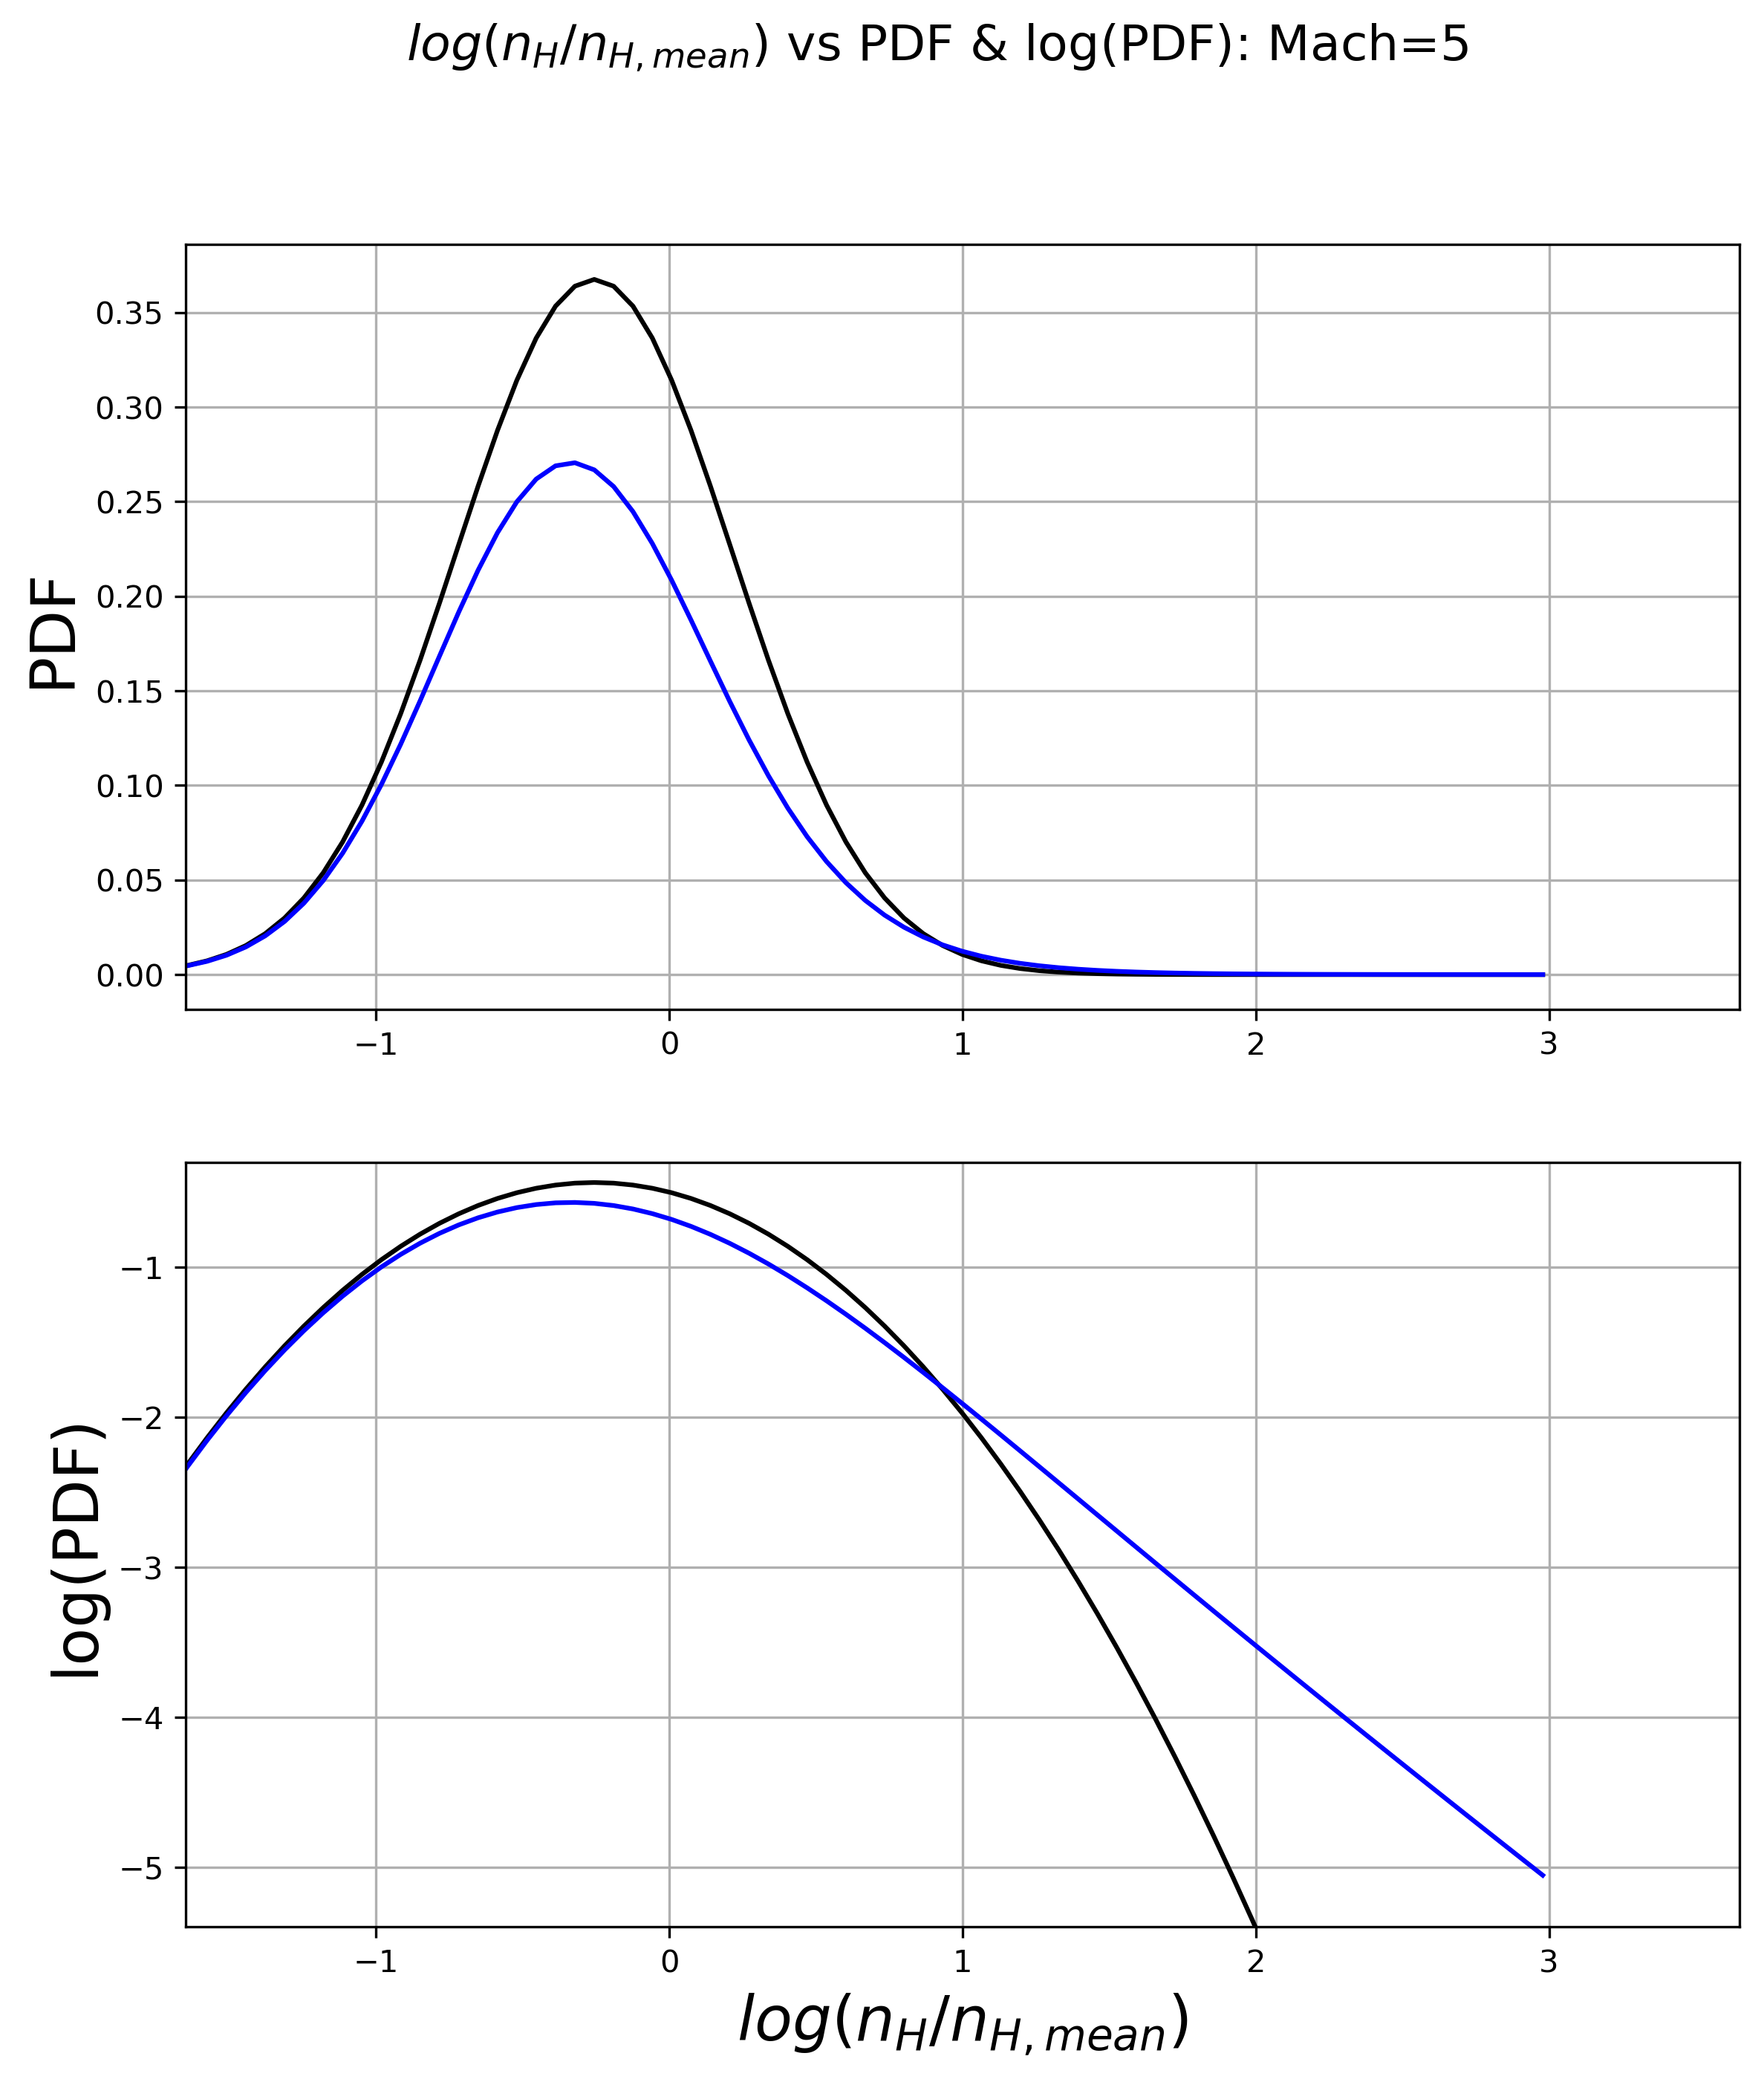 log(n_H/n_{H, mean}) vs PDF & log(PDF): Mach=5
PDF
0.35
0.30
0.25
0.20
0.15
0.10
0.05
0.00
−1 0 1 2 3
log(PDF)
−1
−2
−3
−4
−5
−1 0 1 2 3
log(n_H/n_{H, mean})